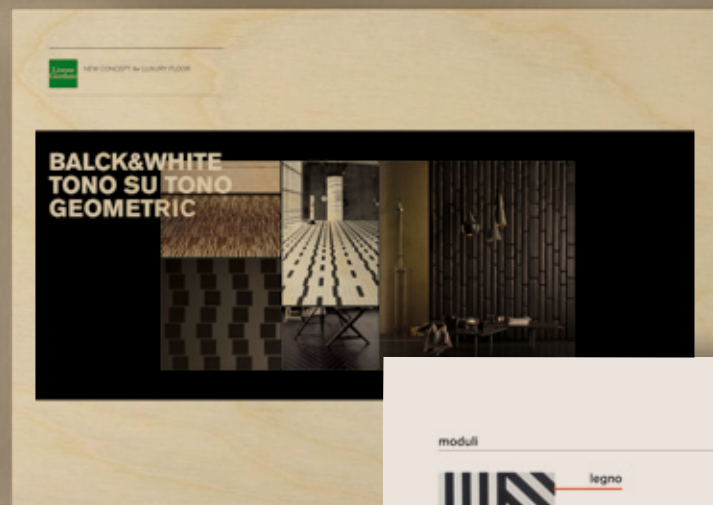 NEW CONCEPT for LUXURY FLOOR
BALCK&WHITE
TONO SU TONO
GEOMETRIC
moduli
legno